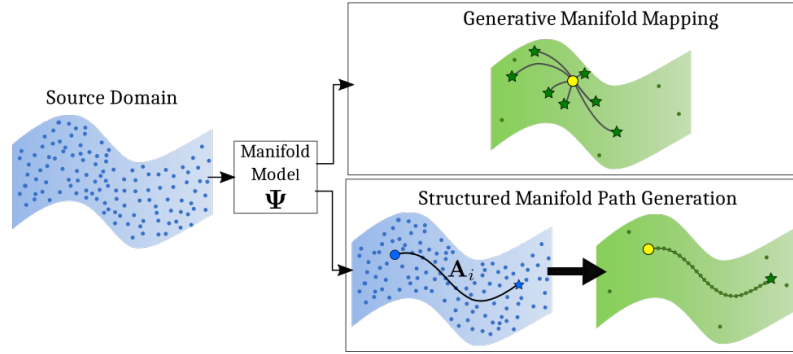 Generative Manifold Mapping
Source Domain
Manifold
Model
Ψ
Structured Manifold Path Generation
A_i